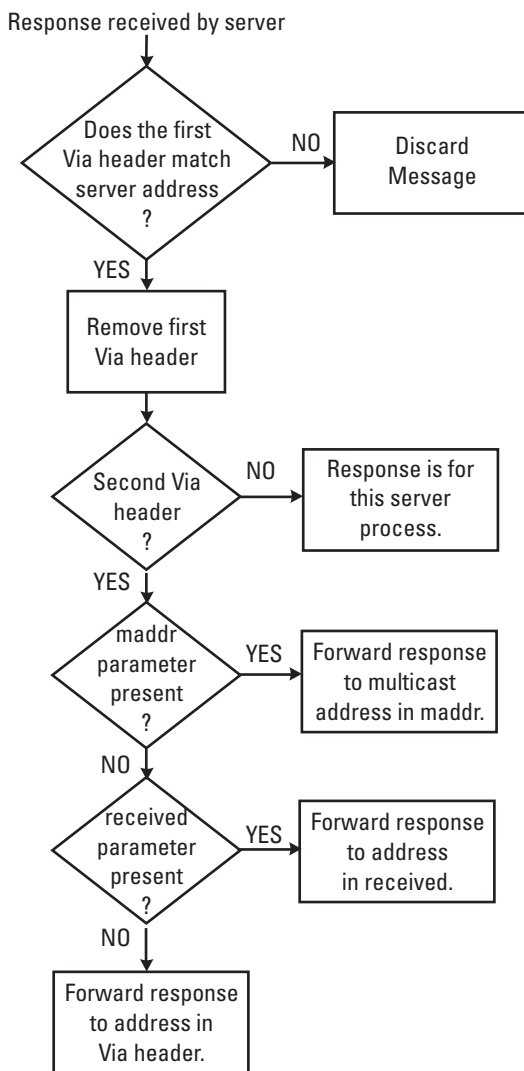 Response received by server
Does the first
Via header match
server address
?
NO
Discard
Message
YES
Remove first
Via header
Second Via
header
?
NO
Response is for
this server
process.
YES
maddr
parameter
present
?
YES
Forward response
to multicast
address in maddr.
NO
received
parameter
present
?
YES
Forward response
to address
in received.
NO
Forward response
to address in
Via header.